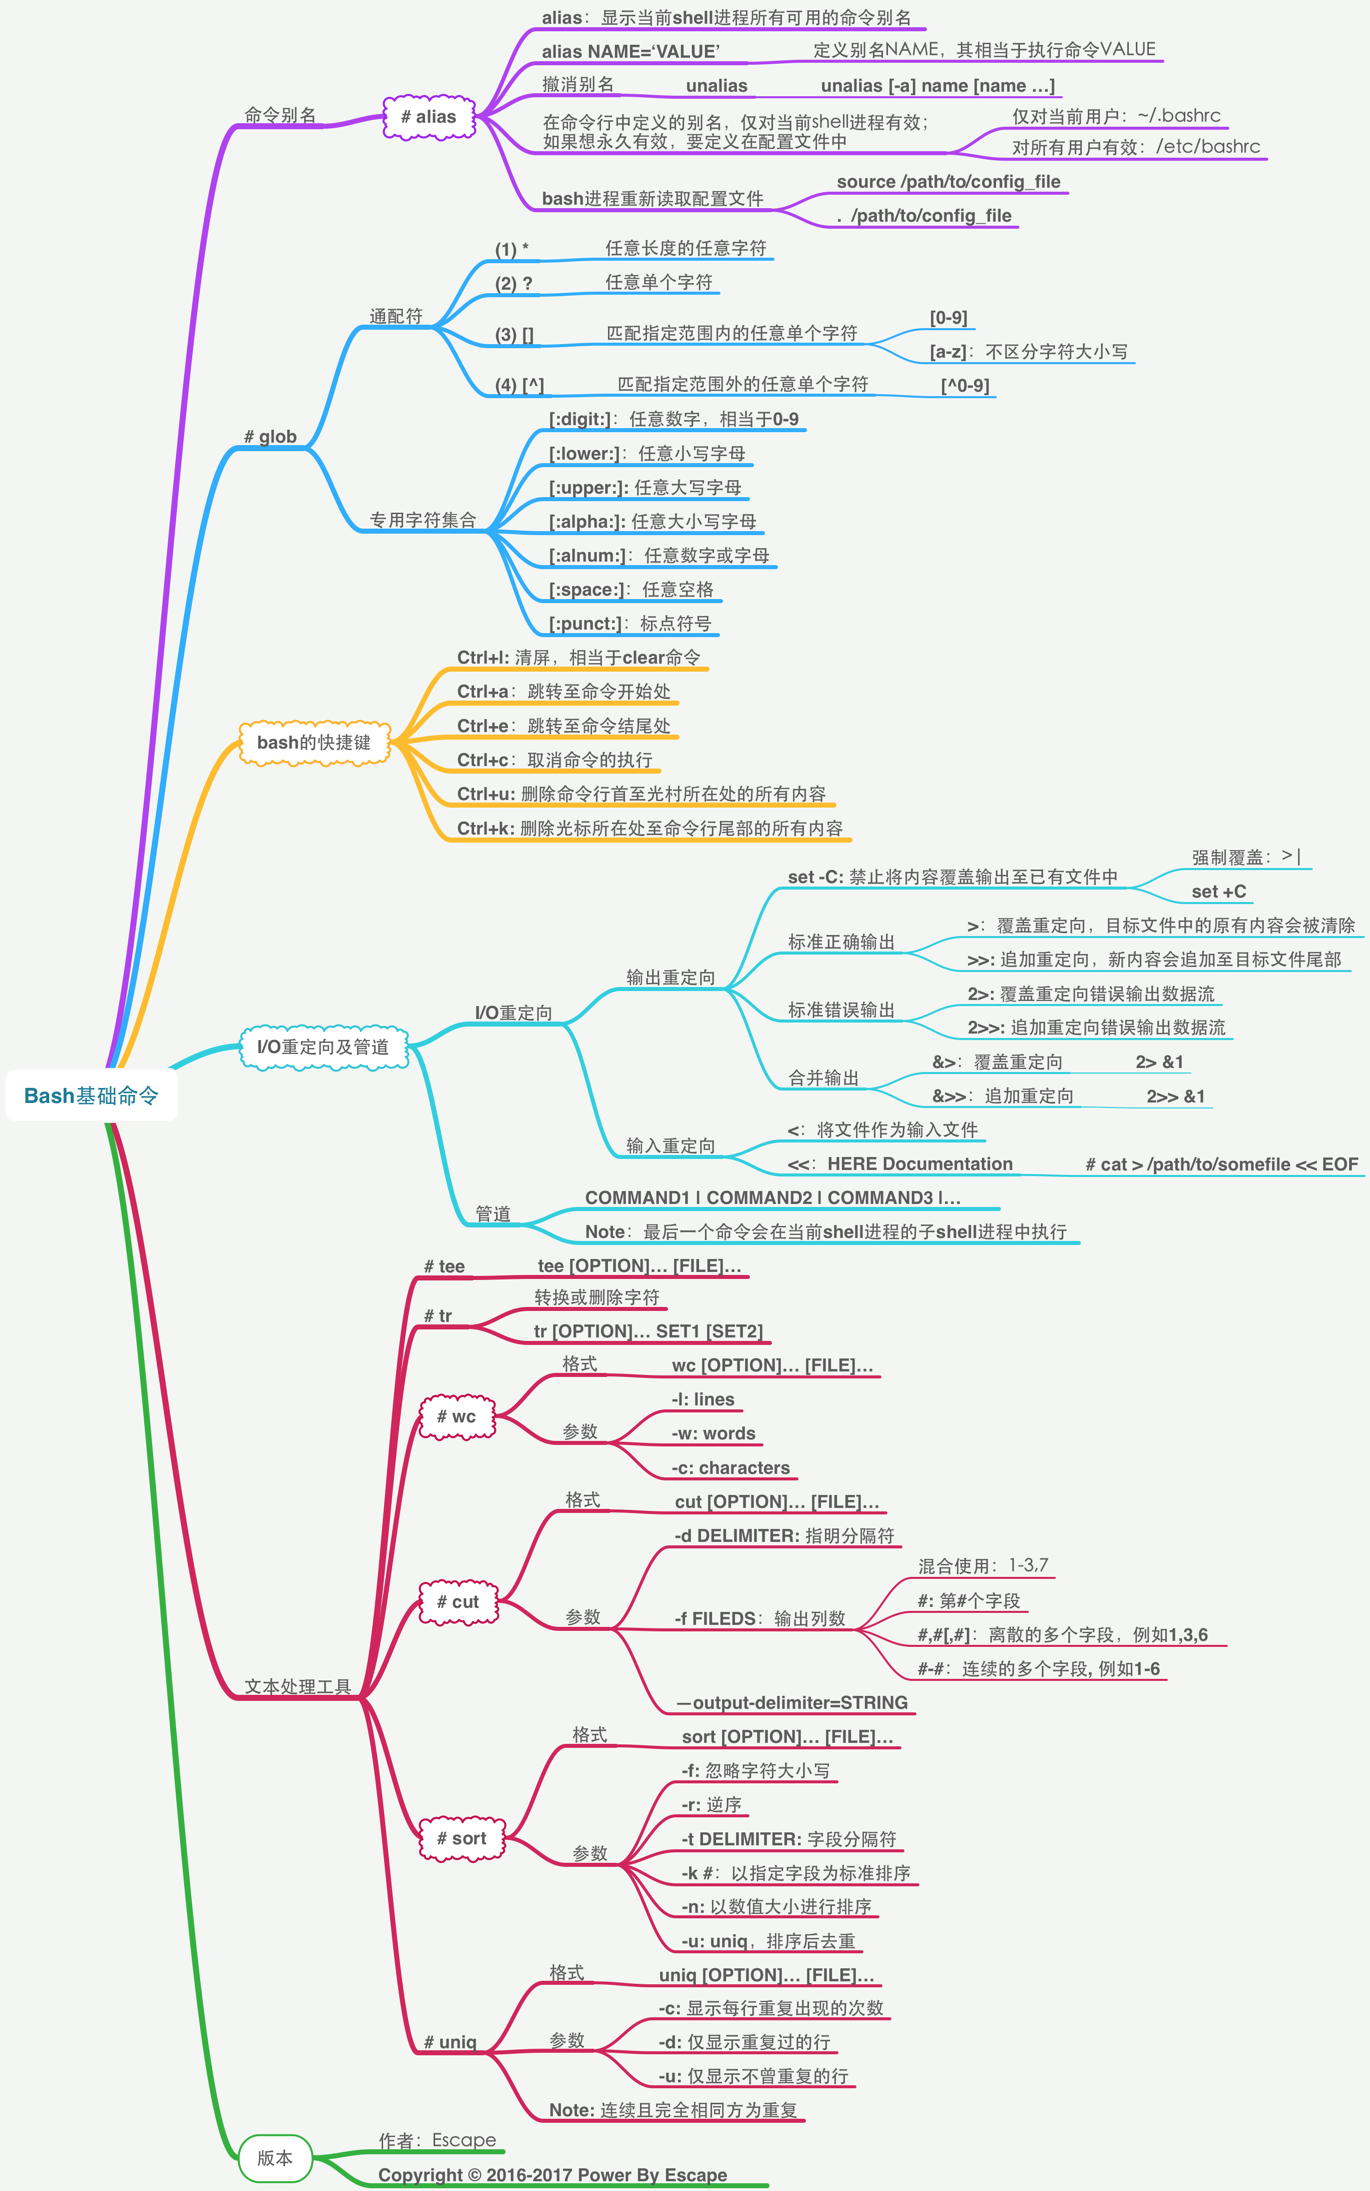 Bash基础命令
命令别名
# alias
alias：显示当前shell进程所有可用的命令别名
alias NAME=‘VALUE’
定义别名NAME，其相当于执行命令VALUE
撤消别名
unalias
unalias [-a] name [name …]
在命令行中定义的别名，仅对当前shell进程有效；
如果想永久有效，要定义在配置文件中
仅对当前用户：~/.bashrc
对所有用户有效：/etc/bashrc
bash进程重新读取配置文件
source /path/to/config_file
. /path/to/config_file
# glob
通配符
(1) *
任意长度的任意字符
(2) ?
任意单个字符
(3) []
匹配指定范围内的任意单个字符
[0-9]
[a-z]：不区分字符大小写
(4) [^]
匹配指定范围外的任意单个字符
[^0-9]
专用字符集合
[:digit:]：任意数字，相当于0-9
[:lower:]：任意小写字母
[:upper:]: 任意大写字母
[:alpha:]: 任意大小写字母
[:alnum:]：任意数字或字母
[:space:]：任意空格
[:punct:]：标点符号
bash的快捷键
Ctrl+l: 清屏，相当于clear命令
Ctrl+a：跳转至命令开始处
Ctrl+e：跳转至命令结尾处
Ctrl+c：取消命令的执行
Ctrl+u: 删除命令行首至光村所在处的所有内容
Ctrl+k: 删除光标所在处至命令行尾部的所有内容
I/O重定向及管道
I/O重定向
输出重定向
set -C: 禁止将内容覆盖输出至已有文件中
强制覆盖：>|
set +C
标准正确输出
>：覆盖重定向，目标文件中的原有内容会被清除
>>: 追加重定向，新内容会追加至目标文件尾部
标准错误输出
2>: 覆盖重定向错误输出数据流
2>>: 追加重定向错误输出数据流
合并输出
&>：覆盖重定向
2> &1
&>>：追加重定向
2>> &1
输入重定向
<：将文件作为输入文件
<<：HERE Documentation
# cat > /path/to/somefile << EOF
管道
COMMAND1 | COMMAND2 | COMMAND3 |…
Note：最后一个命令会在当前shell进程的子shell进程中执行
文本处理工具
# tee
tee [OPTION]… [FILE]…
# tr
转换或删除字符
tr [OPTION]… SET1 [SET2]
# wc
格式
wc [OPTION]… [FILE]…
参数
-l: lines
-w: words
-c: characters
# cut
格式
cut [OPTION]… [FILE]…
参数
-d DELIMITER: 指明分隔符
-f FILEDS：输出列数
混合使用：1-3,7
#: 第#个字段
#,#[,#]：离散的多个字段，例如1,3,6
#-#：连续的多个字段, 例如1-6
—output-delimiter=STRING
# sort
格式
sort [OPTION]… [FILE]…
参数
-f: 忽略字符大小写
-r: 逆序
-t DELIMITER: 字段分隔符
-k #：以指定字段为标准排序
-n: 以数值大小进行排序
-u: uniq，排序后去重
# uniq
格式
uniq [OPTION]… [FILE]…
参数
-c: 显示每行重复出现的次数
-d: 仅显示重复过的行
-u: 仅显示不曾重复的行
Note: 连续且完全相同方为重复
版本
作者：Escape
Copyright © 2016-2017 Power By Escape